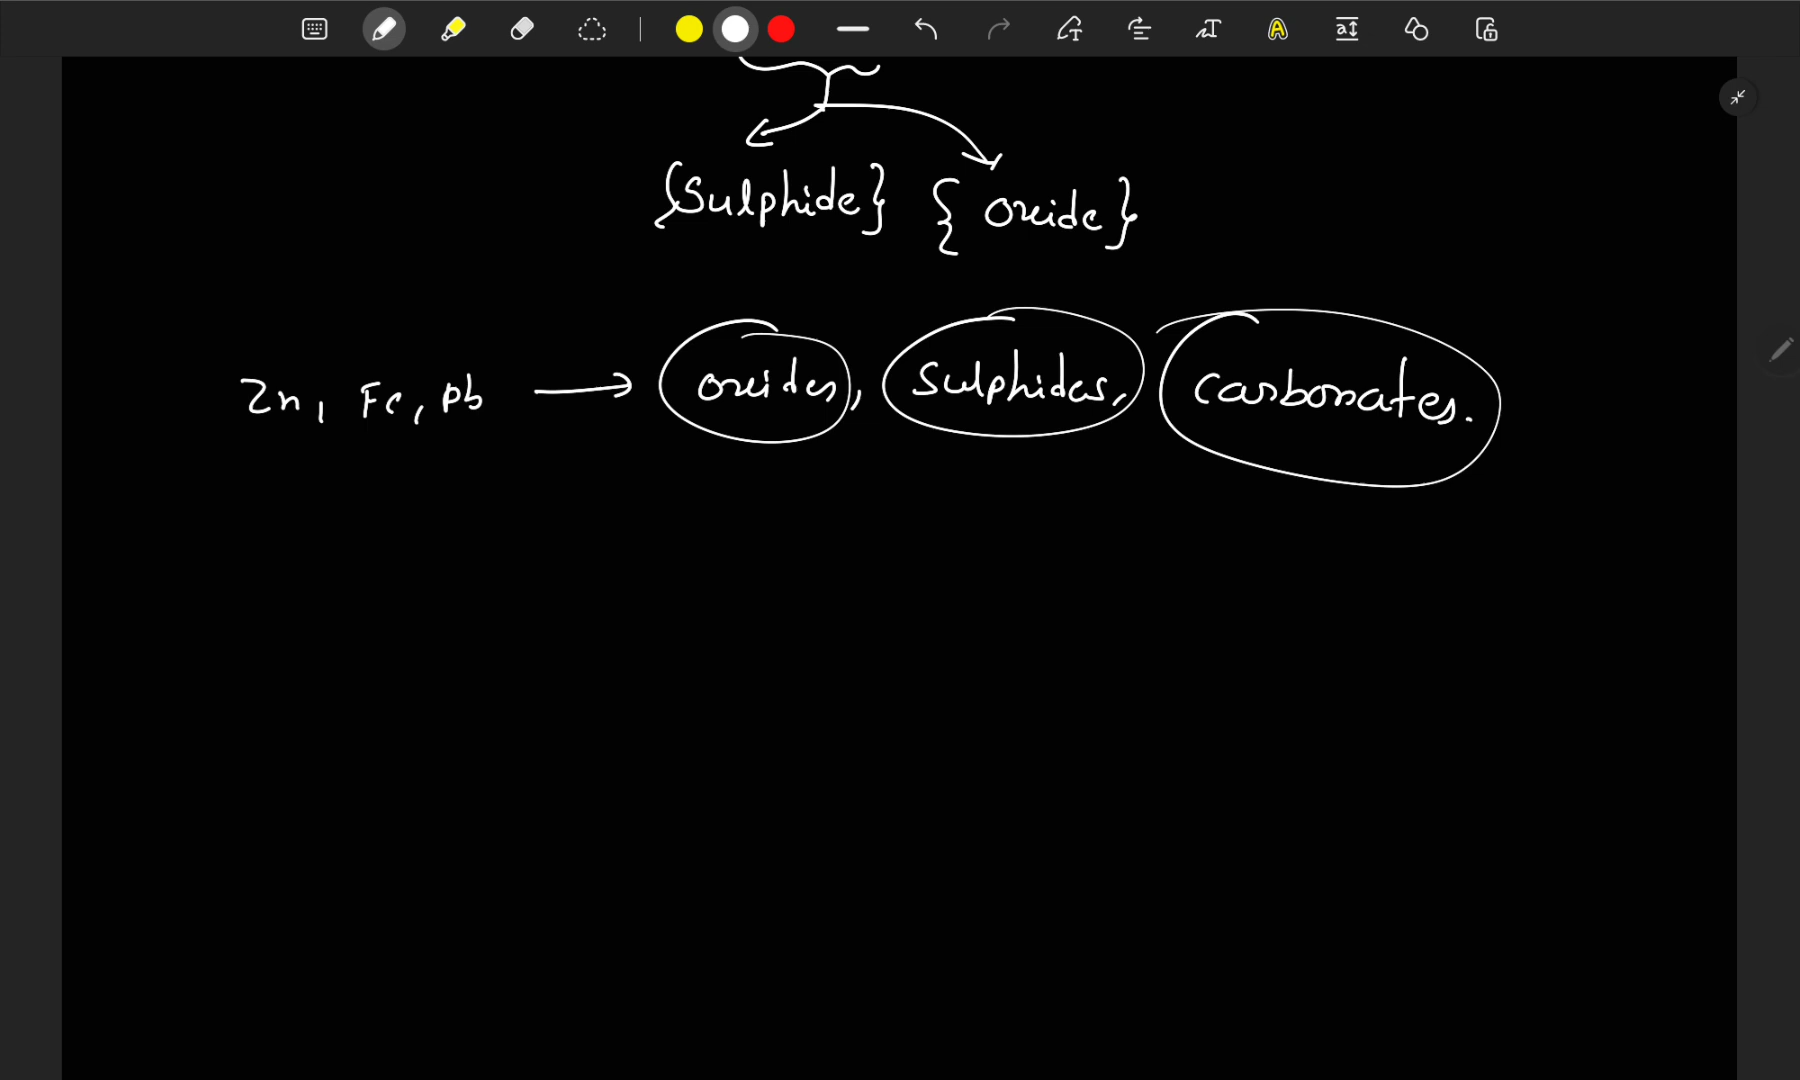 {Sulphide} { oxide}
Zn, Fe, Pb → oxides, Sulphides, Carbonates.